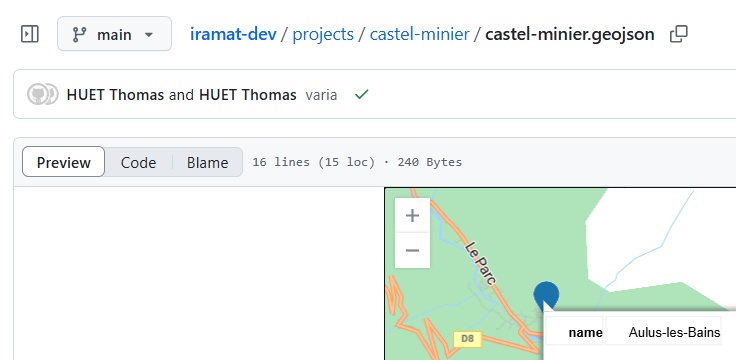 main iramat-dev / projects / castel-minier / castel-minier.geojson
HUET Thomas and HUET Thomas varia
Preview Code Blame 16 lines (15 loc) · 240 Bytes
+
−
Le Parc
D8
name Aulus-les-Bains